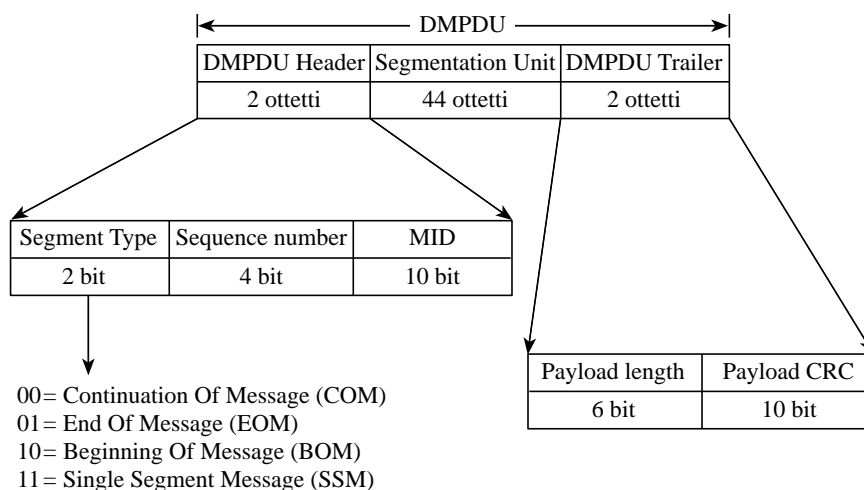 DMPDU
DMPDU Header Segmentation Unit DMPDU Trailer
2 ottetti 44 ottetti 2 ottetti
Segment Type Sequence number MID
2 bit 4 bit 10 bit
Payload length Payload CRC
6 bit 10 bit
00= Continuation Of Message (COM)
01= End Of Message (EOM)
10= Beginning Of Message (BOM)
11= Single Segment Message (SSM)